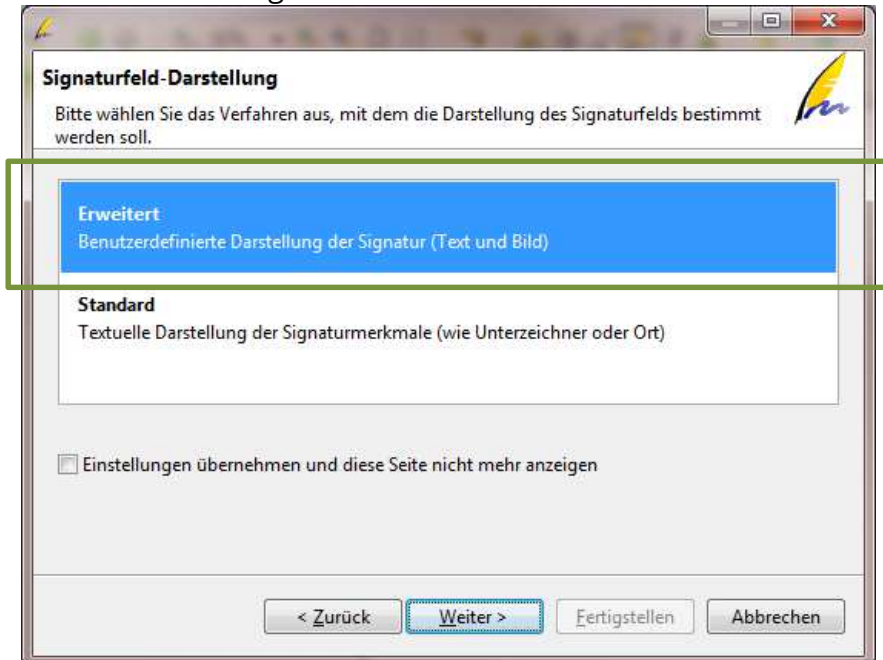 Signaturfeld-Darstellung
Bitte wählen Sie das Verfahren aus, mit dem die Darstellung des Signaturfelds bestimmt
werden soll.
Erweitert
Benutzerdefinierte Darstellung der Signatur (Text und Bild)
Standard
Textuelle Darstellung der Signaturmerkmale (wie Unterzeichner oder Ort)
Einstellungen übernehmen und diese Seite nicht mehr anzeigen
< Zurück Weiter > Fertigstellen Abbrechen